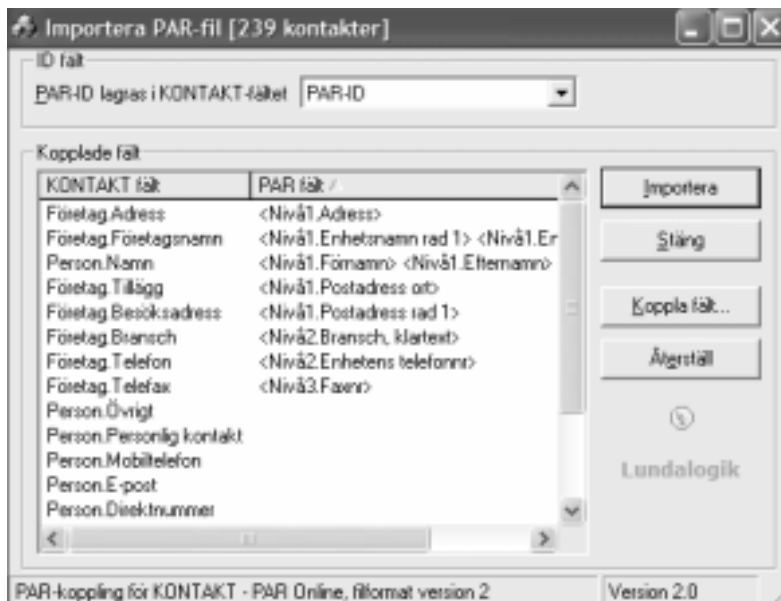 Importera PAR-fil [239 kontakter]
ID fält
PAR-ID lagras i KONTAKT-fältet PAR-ID
Kopplade fält
KONTAKT fält PAR fält
Importera
Företag.Adress <Nivå1.Adress>
Företag.Företagsnamn <Nivå1.Enhetsnamn rad 1> <Nivå1.Er
Stäng
Person.Namn <Nivå1.Förnamn> <Nivå1.Efternamn>
Företag.Tillägg <Nivå1.Postadress ort>
Företag.Besöksadress <Nivå1.Postadress rad 1>
Koppla fält...
Företag.Bransch <Nivå2.Bransch, klartext>
Företag.Telefon <Nivå2.Enhetens telefonnr>
Återställ
Företag.Telefax <Nivå3.Faxnr>
Person.Övrigt
Person.Personlig kontakt
Person.Mobiltelefon
Lundalogik
Person.E-post
Person.Direktnummer
PAR-koppling för KONTAKT - PAR Online, filformat version 2 Version 2.0